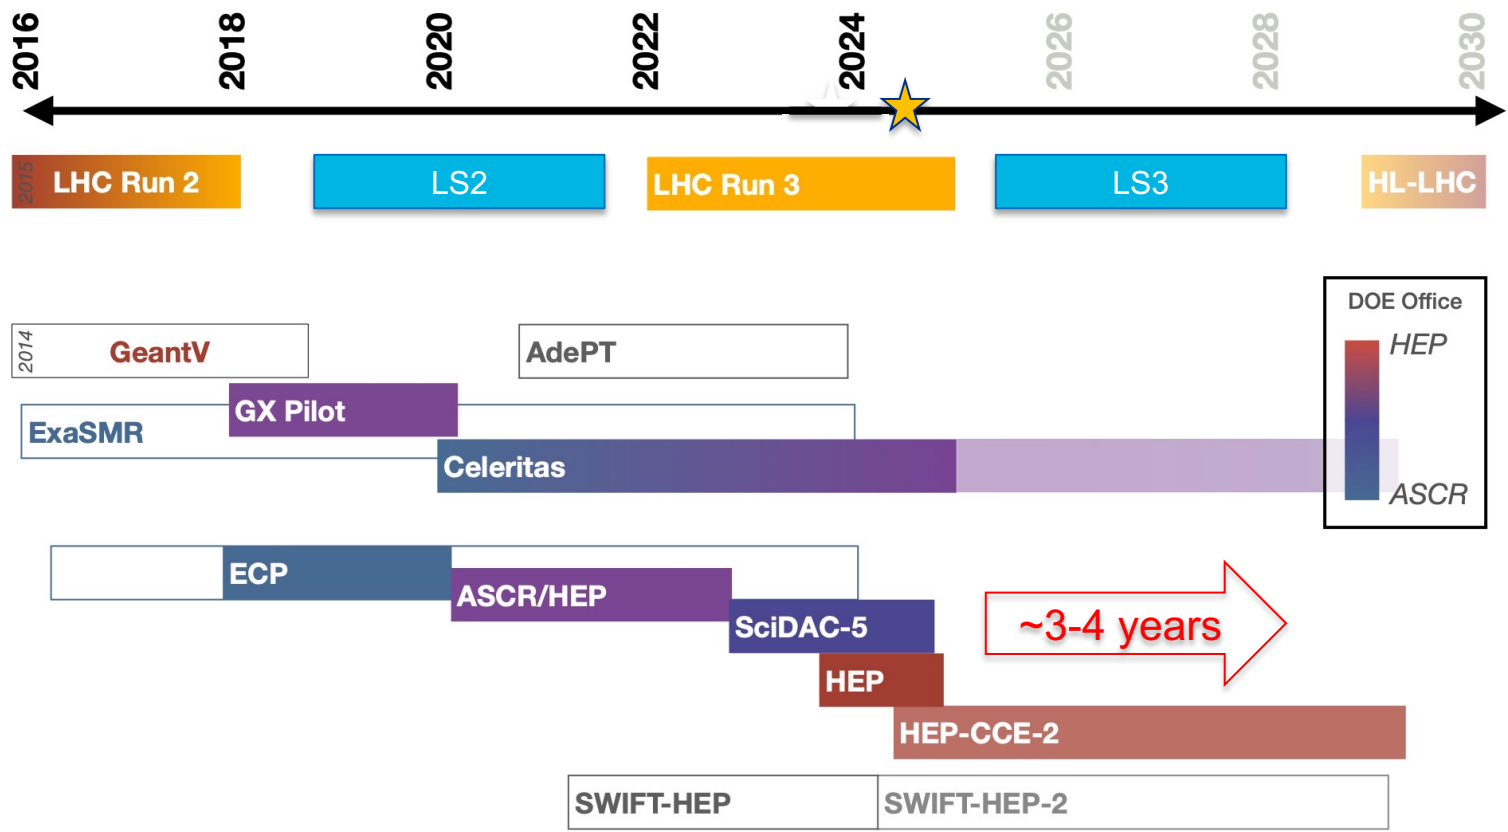 2016
2018
2020
2022
2024
2026
2028
2030
2015
LHC Run 2
LS2
LHC Run 3
LS3
HL-LHC
DOE Office
HEP
ASCR
2014
GeantV
AdePT
GX Pilot
ExaSMR
Celeritas
ECP
ASCR/HEP
SciDAC-5
~3-4 years
HEP
HEP-CCE-2
SWIFT-HEP
SWIFT-HEP-2